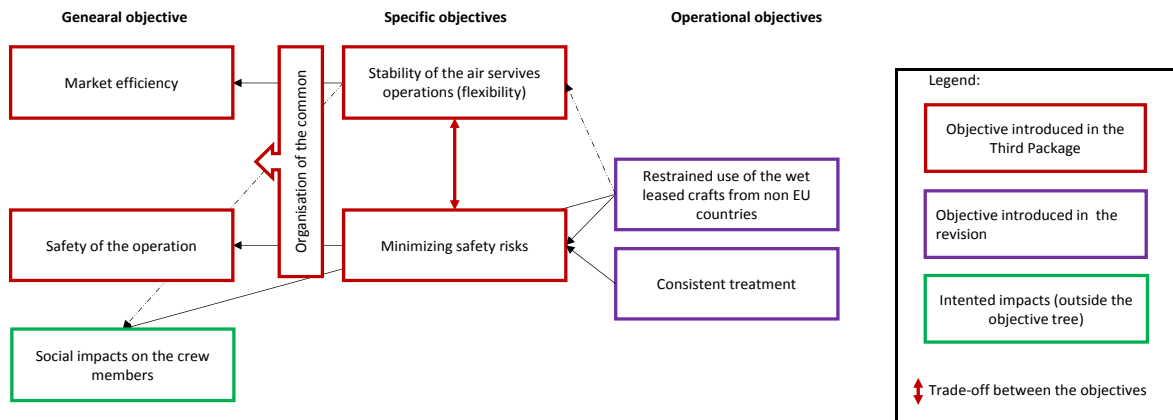 Genearal objective
Specific objectives
Operational objectives
Market efficiency
Organisation of the common
Stability of the air servives
operations (flexibility)
Restrained use of the wet
leased crafts from non EU
countries
Safety of the operation
Minimizing safety risks
Consistent treatment
Social impacts on the crew
members
Legend:
Objective introduced in the
Third Package
Objective introduced in the
revision
Intented impacts (outside the
objective tree)
Trade-off between the objectives